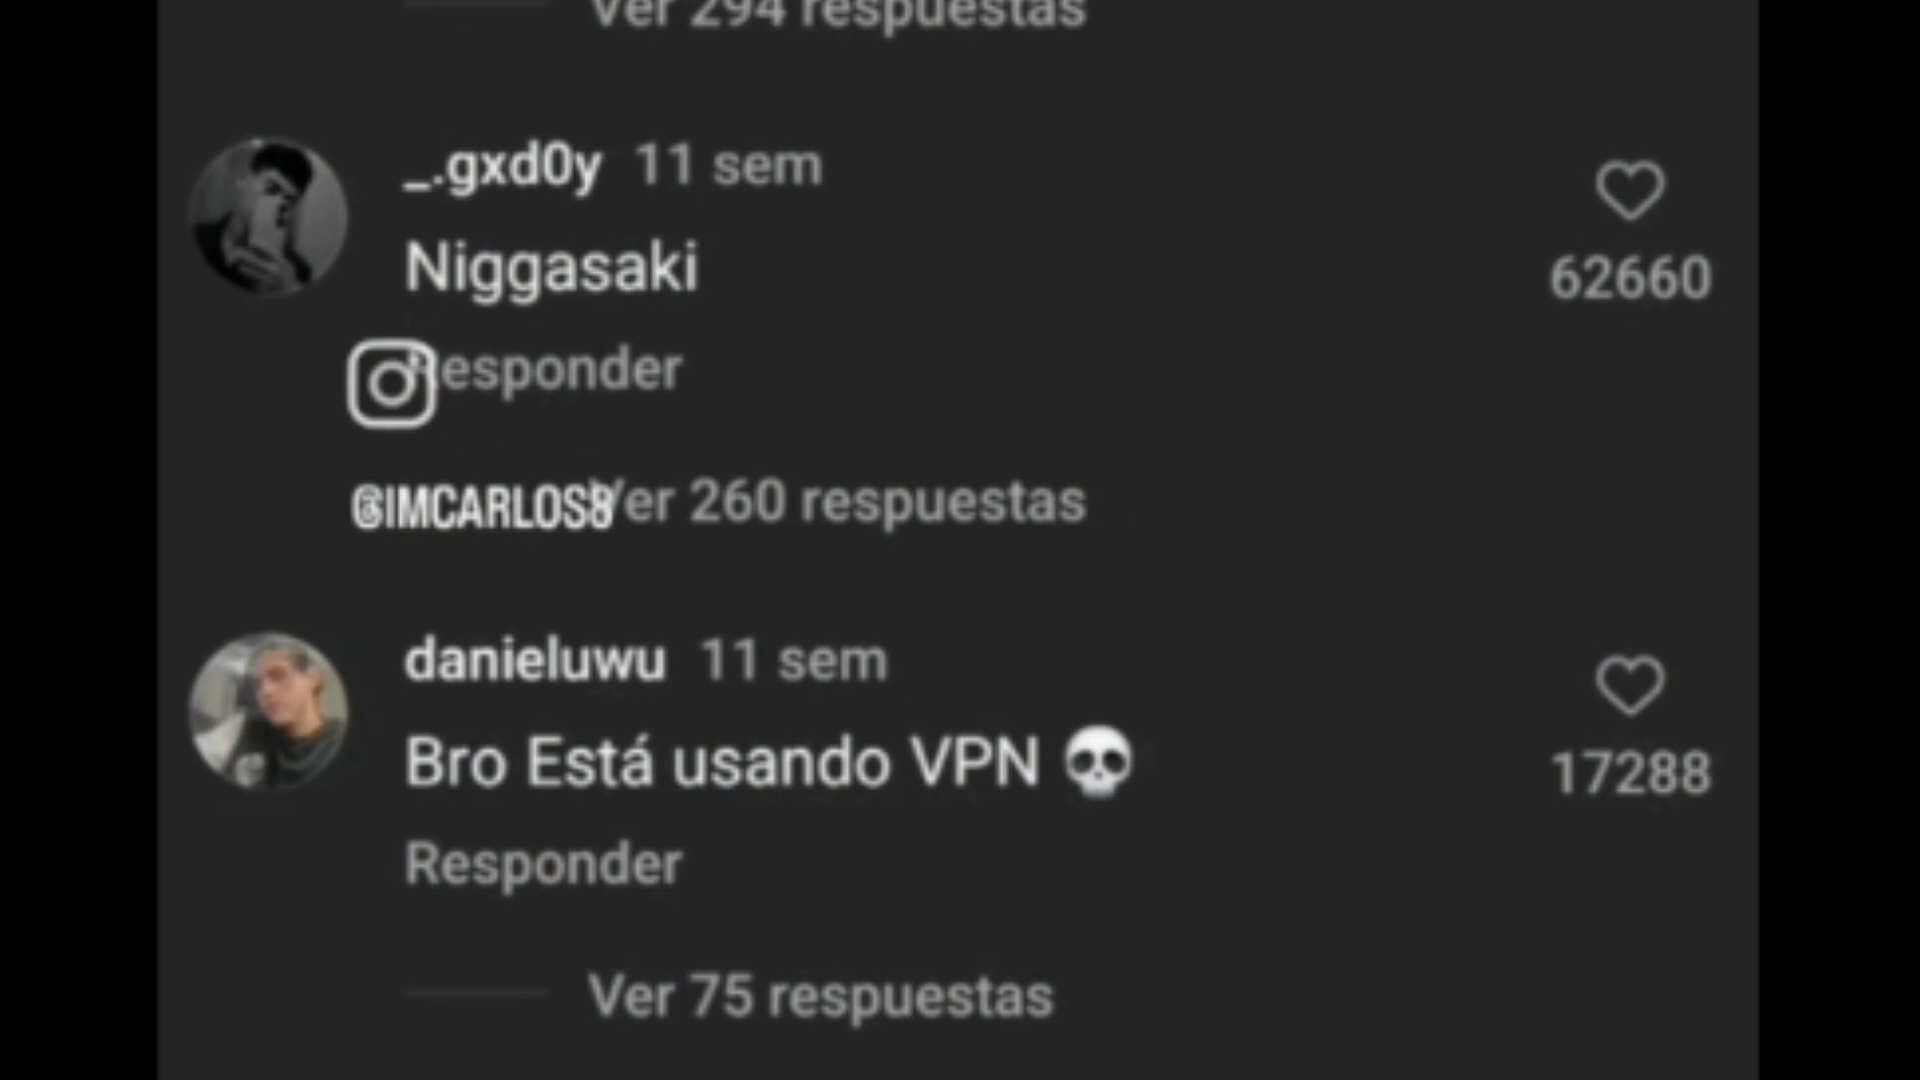 Ver 294 respuestas
_.gxd0y 11 sem
Niggasaki
62660
Responder
@IMCARLOS8
Ver 260 respuestas
danieluwu 11 sem
Bro Está usando VPN 💀
17288
Responder
Ver 75 respuestas